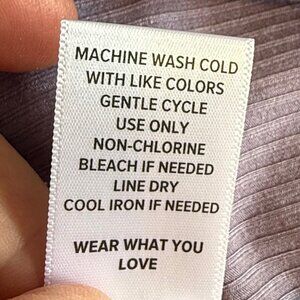 MACHINE WASH COLD
WITH LIKE COLORS
GENTLE CYCLE
USE ONLY
NON-CHLORINE
BLEACH IF NEEDED
LINE DRY
COOL IRON IF NEEDED
WEAR WHAT YOU
LOVE